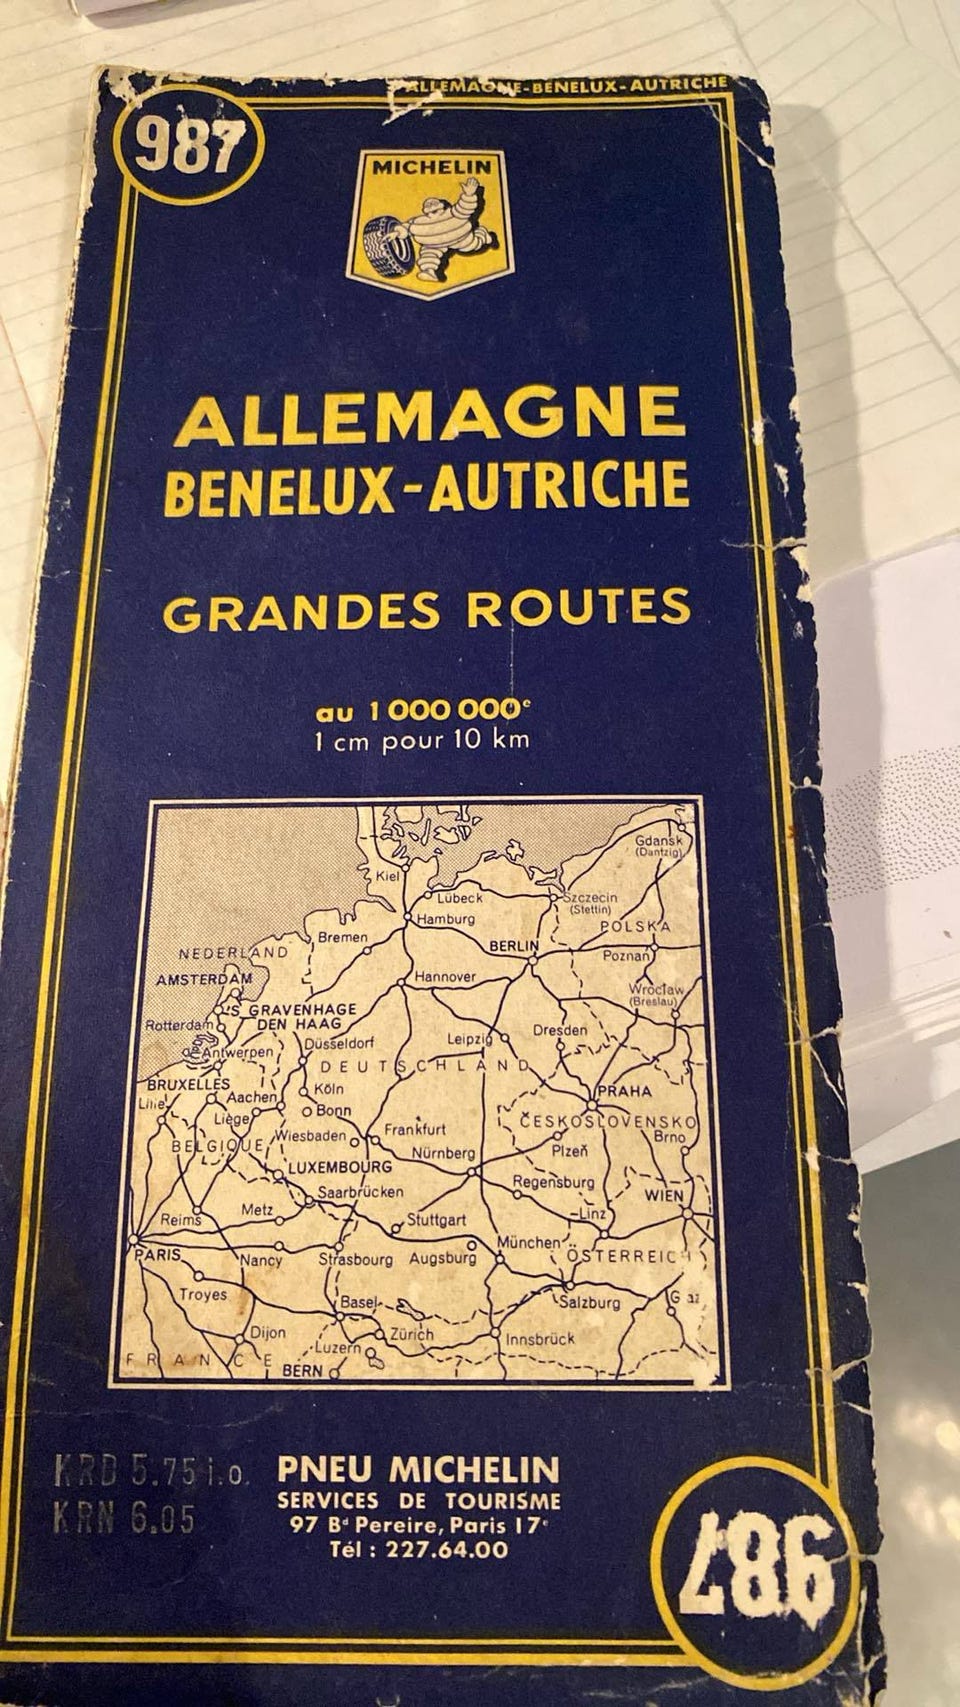 ALLEMAGNE-BENELUX-AUTRICHE
987
MICHELIN
ALLEMAGNE
BENELUX-AUTRICHE
GRANDES ROUTES
au 1 000 000e
1 cm pour 10 km
Gdansk
(Dantzig)
Kiel
Lübeck
Szczecin
(Stettin)
Hamburg
POLSKA
Bremen
BERLIN
NEDERLAND
Poznan
AMSTERDAM
Hannover
Wrocław
(Breslau)
'S GRAVENHAGE
DEN HAAG
Rotterdam
Dresden
Leipzig
Düsseldorf
Antwerpen
DEUTSCHLAND
BRUXELLES
Köln
PRAHA
Lille
Aachen
Bonn
Liège
ČESKOSLOVENSKO
Wiesbaden
Frankfurt
Brno
BELGIQUE
Nürnberg
Plzeň
LUXEMBOURG
Regensburg
WIEN
Saarbrücken
Metz
Linz
Reims
Stuttgart
München
PARIS
Nancy
Strasbourg
Augsburg
ÖSTERREICH
Troyes
Basel
Salzburg
Dijon
Zürich
Innsbrück
Luzern
FRANCE
BERN
KRD 5.75 i.o.
KRN 6.05
PNEU MICHELIN
SERVICES DE TOURISME
97 Bd Pereire, Paris 17e
Tél : 227.64.00
987